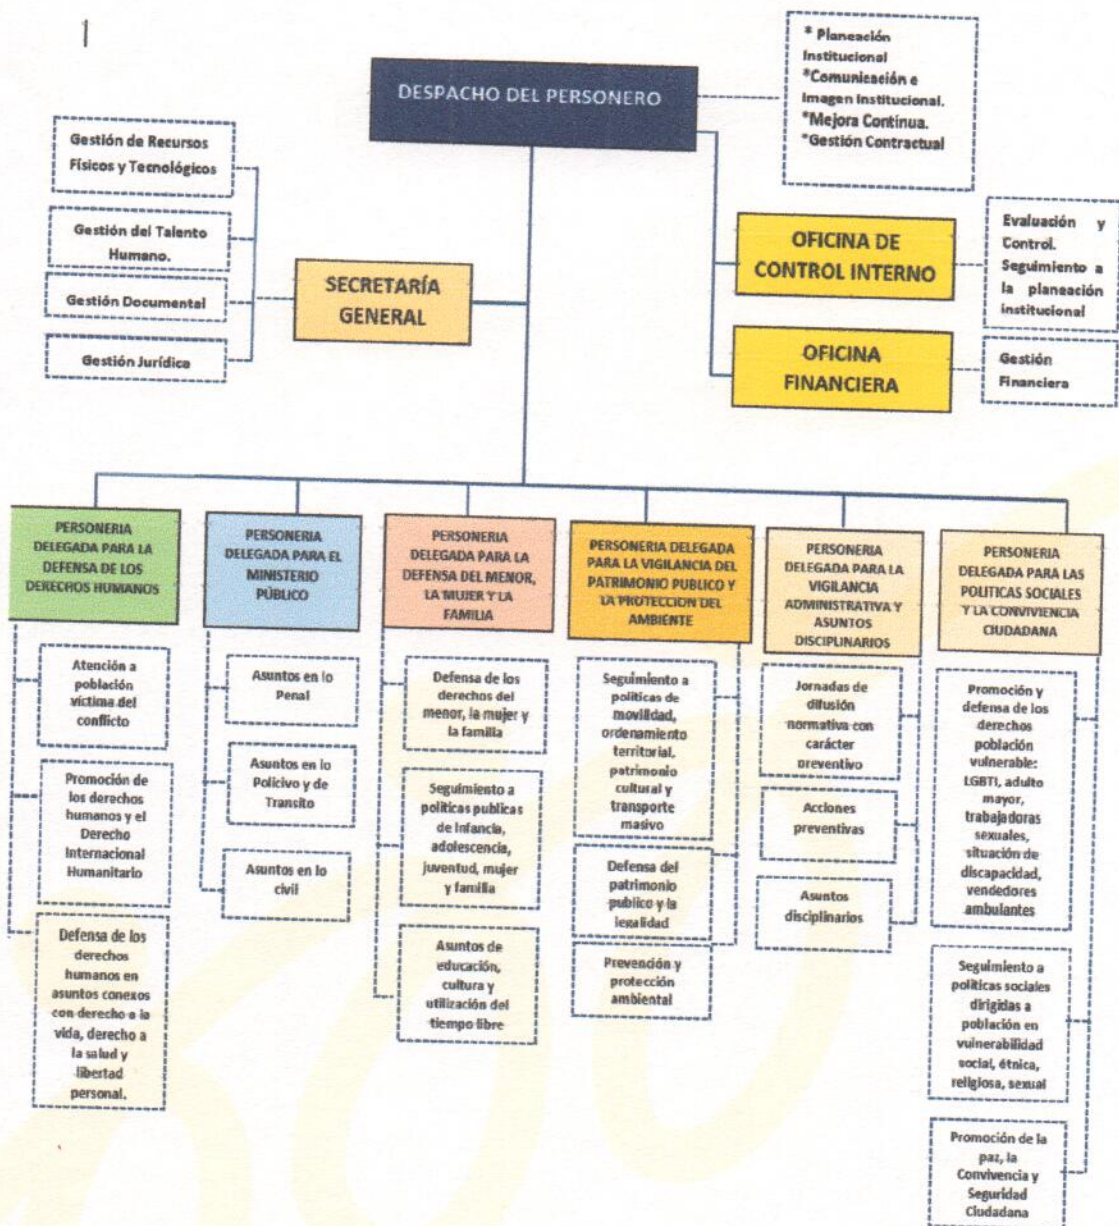 1
DESPACHO DEL PERSONERO
* Planeación
Institucional
*Comunicación e
Imagen Institucional.
*Mejora Continua.
*Gestión Contractual
Gestión de Recursos
Físicos y Tecnológicos
Gestión del Talento
Humano.
Gestión Documental
Gestión Jurídica
SECRETARÍA
GENERAL
OFICINA DE
CONTROL INTERNO
Evaluación y
Control.
Seguimiento a
la planeación
institucional
OFICINA
FINANCIERA
Gestión
Financiera
PERSONERIA
DELEGADA PARA LA
DEFENSA DE LOS
DERECHOS HUMANOS
Atención a
población
víctima del
conflicto
Promoción de
los derechos
humanos y el
Derecho
Internacional
Humanitario
Defensa de los
derechos
humanos en
asuntos conexos
con derecho a la
vida, derecho a
la salud y
libertad
personal.
PERSONERIA
DELEGADA PARA EL
MINISTERIO
PÚBLICO
Asuntos en lo
Penal
Asuntos en lo
Policivo y de
Transito
Asuntos en lo
civil
PERSONERIA
DELEGADA PARA LA
DEFENSA DEL MENOR,
LA MUJER Y LA
FAMILIA
Defensa de los
derechos del
menor, la mujer y
la familia
Seguimiento a
políticas publicas
de Infancia,
adolescencia,
juventud, mujer
y familia
Asuntos de
educación,
cultura y
utilización del
tiempo libre
PERSONERIA DELEGADA
PARA LA VIGILANCIA DEL
PATRIMONIO PUBLICO Y
LA PROTECCION DEL
AMBIENTE
Seguimiento a
políticas de
movilidad,
ordenamiento
territorial,
patrimonio
cultural y
transporte
masivo
Defensa del
patrimonio
publico y la
legalidad
Prevención y
protección
ambiental
PERSONERIA
DELEGADA PARA LA
VIGILANCIA
ADMINISTRATIVA Y
ASUNTOS
DISCIPLINARIOS
Jornadas de
difusión
normativa con
carácter
preventivo
Acciones
preventivas
Asuntos
disciplinarios
PERSONERIA
DELEGADA PARA LAS
POLITICAS SOCIALES
Y LA CONVIVIENCIA
CIUDADANA
Promoción y
defensa de los
derechos
población
vulnerable:
LGBTI, adulto
mayor,
trabajadoras
sexuales,
situación de
discapacidad,
vendedores
ambulantes
Seguimiento a
políticas sociales
dirigidas a
población en
vulnerabilidad
social, étnica,
religiosa, sexual
Promoción de la
paz, la
Convivencia y
Seguridad
Ciudadana